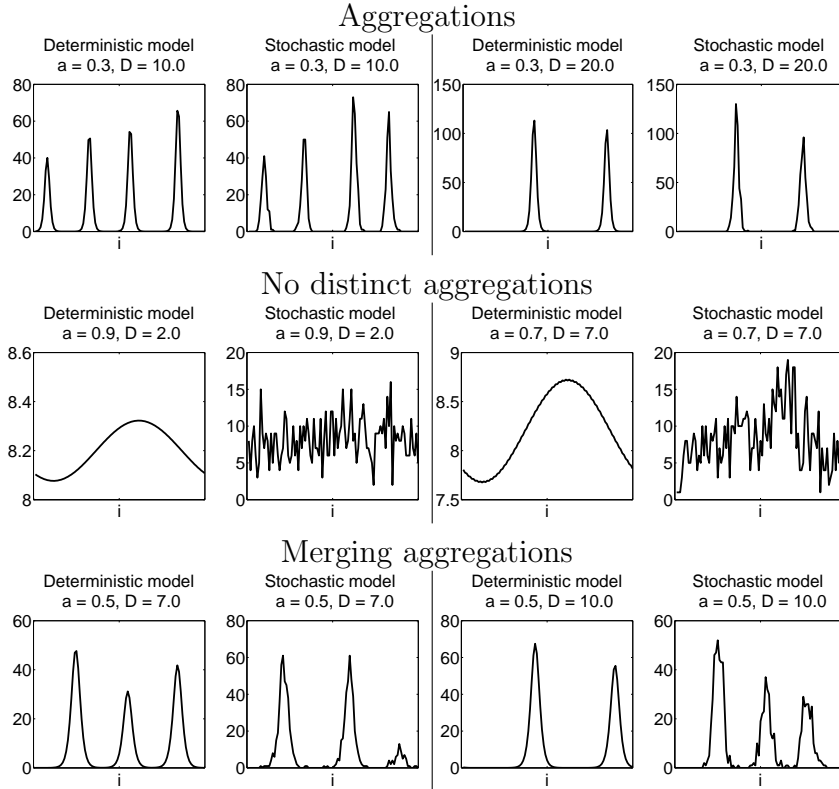 Aggregations
Deterministic model
a = 0.3, D = 10.0
Stochastic model
a = 0.3, D = 10.0
Deterministic model
a = 0.3, D = 20.0
Stochastic model
a = 0.3, D = 20.0
80
60
40
20
0
i
80
60
40
20
0
i
150
100
50
0
i
150
100
50
0
i
No distinct aggregations
Deterministic model
a = 0.9, D = 2.0
Stochastic model
a = 0.9, D = 2.0
Deterministic model
a = 0.7, D = 7.0
Stochastic model
a = 0.7, D = 7.0
8.6
8.4
8.2
8
i
20
15
10
5
0
i
9
8.5
8
7.5
i
20
15
10
5
0
i
Merging aggregations
Deterministic model
a = 0.5, D = 7.0
Stochastic model
a = 0.5, D = 7.0
Deterministic model
a = 0.5, D = 10.0
Stochastic model
a = 0.5, D = 10.0
60
40
20
0
i
80
60
40
20
0
i
80
60
40
20
0
i
60
40
20
0
i